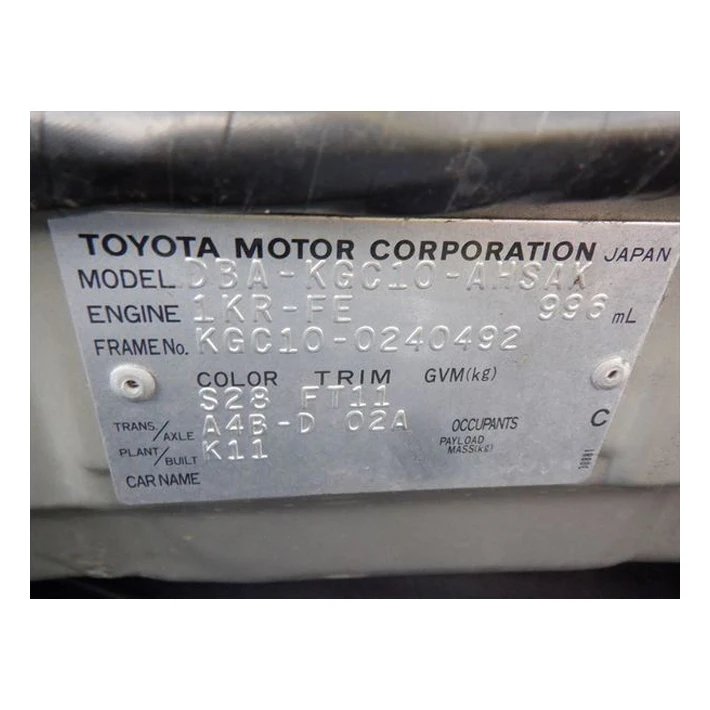 TOYOTA MOTOR CORPORATION JAPAN
MODEL DBA-KGC10-AHSAK
ENGINE 1KR-FE 996 mL
FRAME No. KGC10-0240492
COLOR TRIM GVM(kg)
S28 FT11
TRANS./AXLE A4B-D 02A OCCUPANTS C
PLANT/BUILT K11 PAYLOAD MASS(kg)
CAR NAME